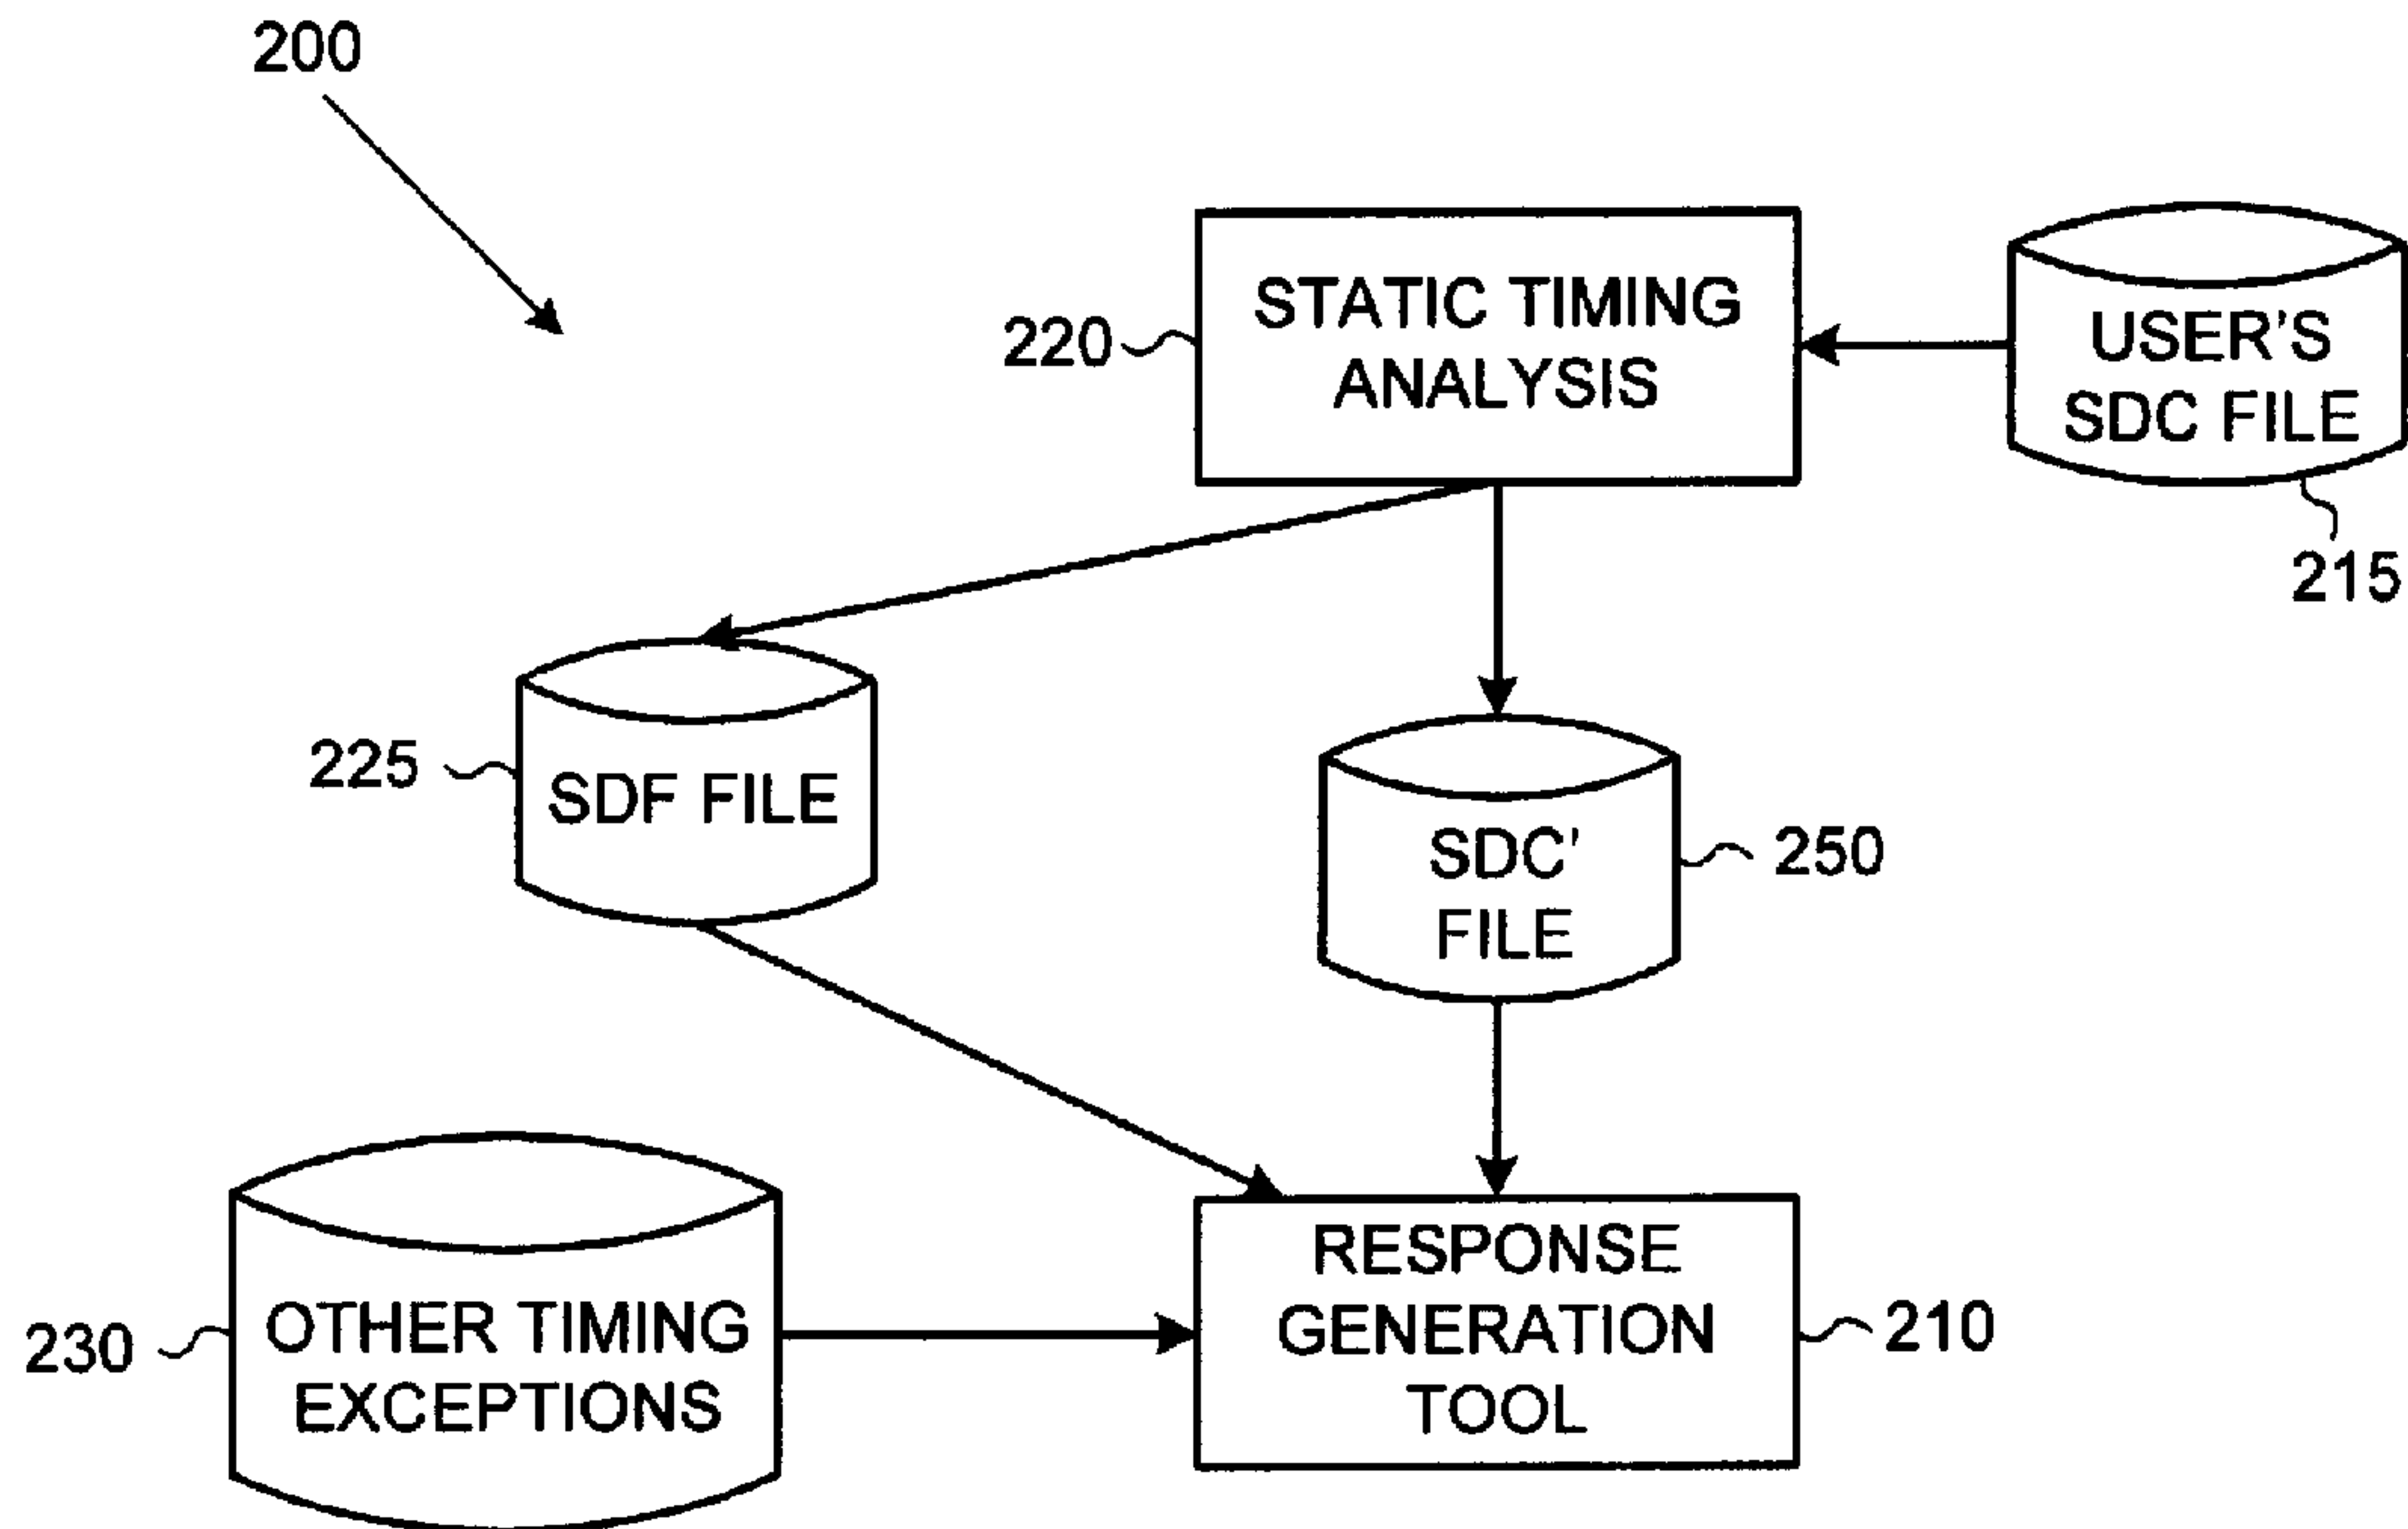 200
STATIC TIMING
ANALYSIS
220
USER'S
SDC FILE
215
225
SDF FILE
SDC'
FILE
250
230
OTHER TIMING
EXCEPTIONS
RESPONSE
GENERATION
TOOL
210